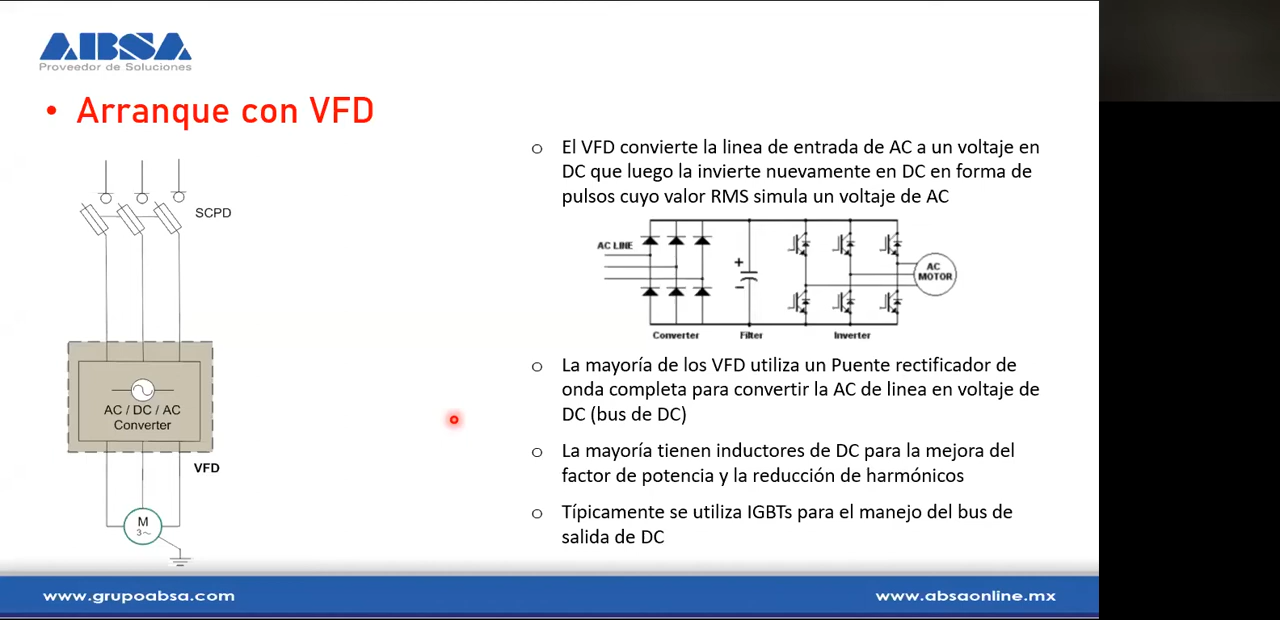 ABSA
Proveedor de Soluciones
• Arranque con VFD
SCPD
AC / DC / AC
Converter
VFD
M
3~
o El VFD convierte la linea de entrada de AC a un voltaje en
DC que luego la invierte nuevamente en DC en forma de
pulsos cuyo valor RMS simula un voltaje de AC
AC LINE
+
−
AC
MOTOR
Converter
Filter
Inverter
o La mayoría de los VFD utiliza un Puente rectificador de
onda completa para convertir la AC de linea en voltaje de
DC (bus de DC)
o La mayoría tienen inductores de DC para la mejora del
factor de potencia y la reducción de harmónicos
o Típicamente se utiliza IGBTs para el manejo del bus de
salida de DC
www.grupoabsa.com
www.absaonline.mx